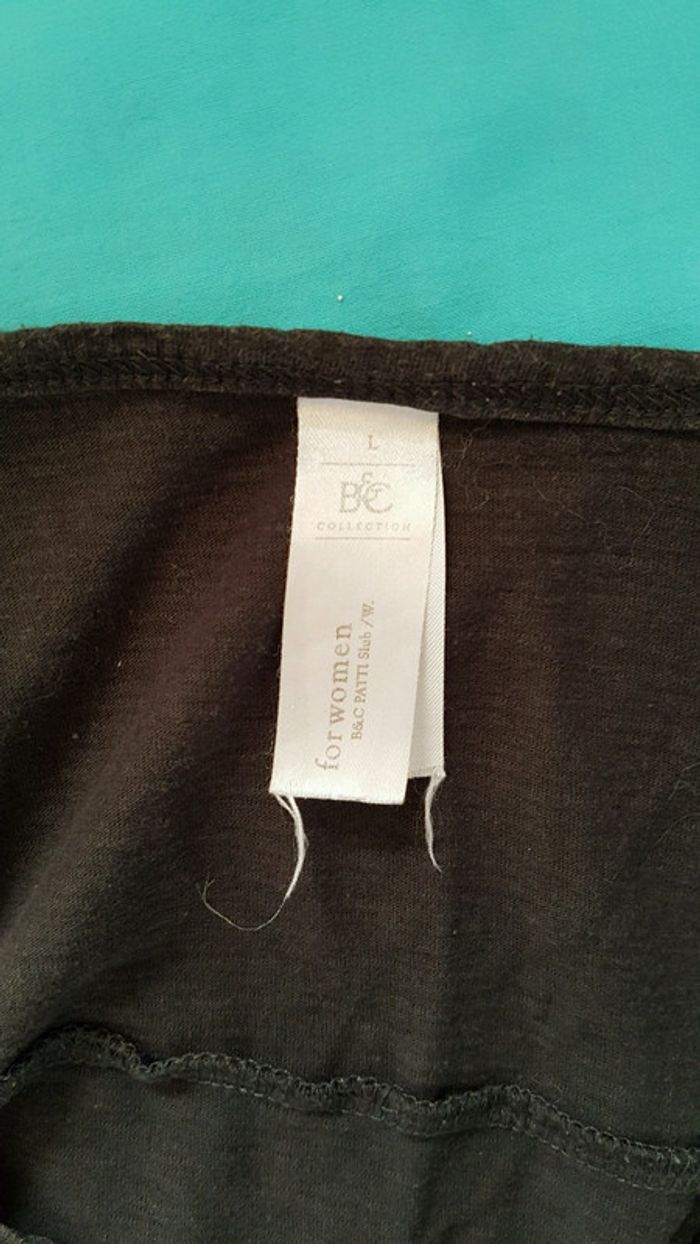 L
B&C
COLLECTION
for women
B&C PATTI Slub /W.